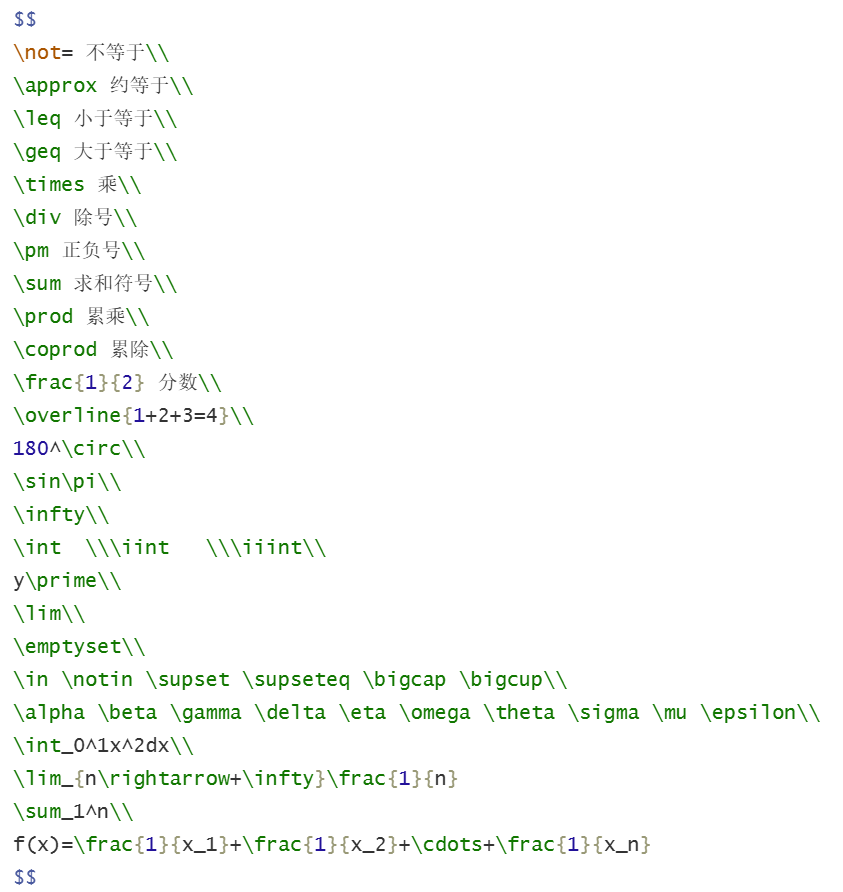 $$
\not= 不等于\\
\approx 约等于\\
\leq 小于等于\\
\geq 大于等于\\
\times 乘\\
\div 除号\\
\pm 正负号\\
\sum 求和符号\\
\prod 累乘\\
\coprod 累除\\
\frac{1}{2} 分数\\
\overline{1+2+3=4}\\
180^\circ\\
\sin\pi\\
\infty\\
\int  \\\iint   \\\iiint\\
y\prime\\
\lim\\
\emptyset\\
\in \notin \supset \supseteq \bigcap \bigcup\\
\alpha \beta \gamma \delta \eta \omega \theta \sigma \mu \epsilon\\
\int_0^1x^2dx\\
\lim_{n\rightarrow+\infty}\frac{1}{n}
\sum_1^n\\
f(x)=\frac{1}{x_1}+\frac{1}{x_2}+\cdots+\frac{1}{x_n}
$$